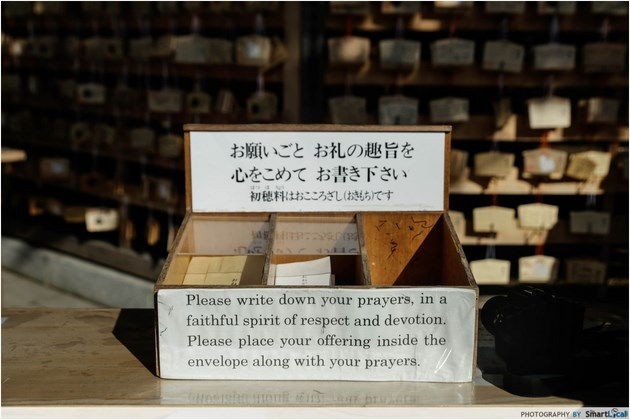 お願いごと お礼の趣旨を
心をこめて お書き下さい
初穂料はおこころざし(おきもち)です
Please write down your prayers, in a
faithful spirit of respect and devotion.
Please place your offering inside the
envelope along with your prayers.
PHOTOGRAPHY BY SmartLocal